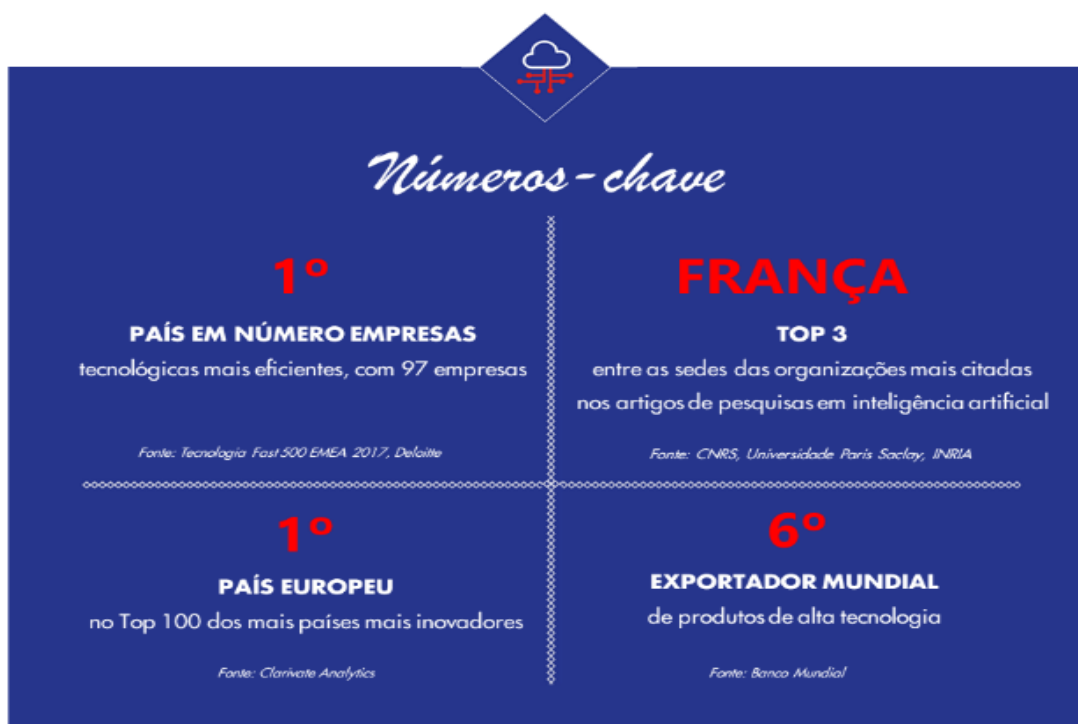 Números-chave
1º
PAÍS EM NÚMERO EMPRESAS
tecnológicas mais eficientes, com 97 empresas
Fonte: Tecnologia Fast 500 EMEA 2017, Deloitte
FRANÇA
TOP 3
entre as sedes das organizações mais citadas
nos artigos de pesquisas em inteligência artificial
Fonte: CNRS, Universidade Paris Saclay, INRIA
1º
PAÍS EUROPEU
no Top 100 dos mais países mais inovadores
Fonte: Clarivate Analytics
6º
EXPORTADOR MUNDIAL
de produtos de alta tecnologia
Fonte: Banco Mundial